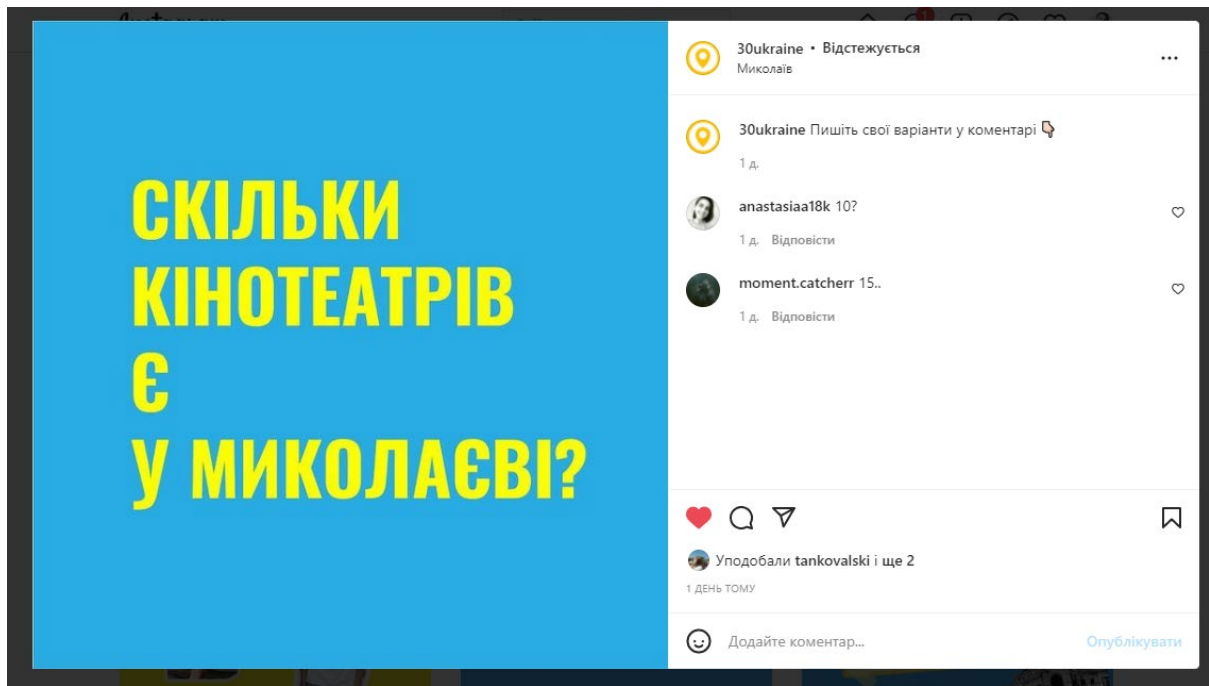 СКІЛЬКИ
КІНОТЕАТРІВ
Є
У МИКОЛАЄВІ?
30ukraine • Відстежується
Миколаїв
30ukraine Пишіть свої варіанти у коментарі 👇🏻
1 д.
anastasiaa18k 10?
1 д. Відповісти
moment.catcherr 15..
1 д. Відповісти
Уподобали tankovalski і ще 2
1 ДЕНЬ ТОМУ
Додайте коментар...
Опублікувати